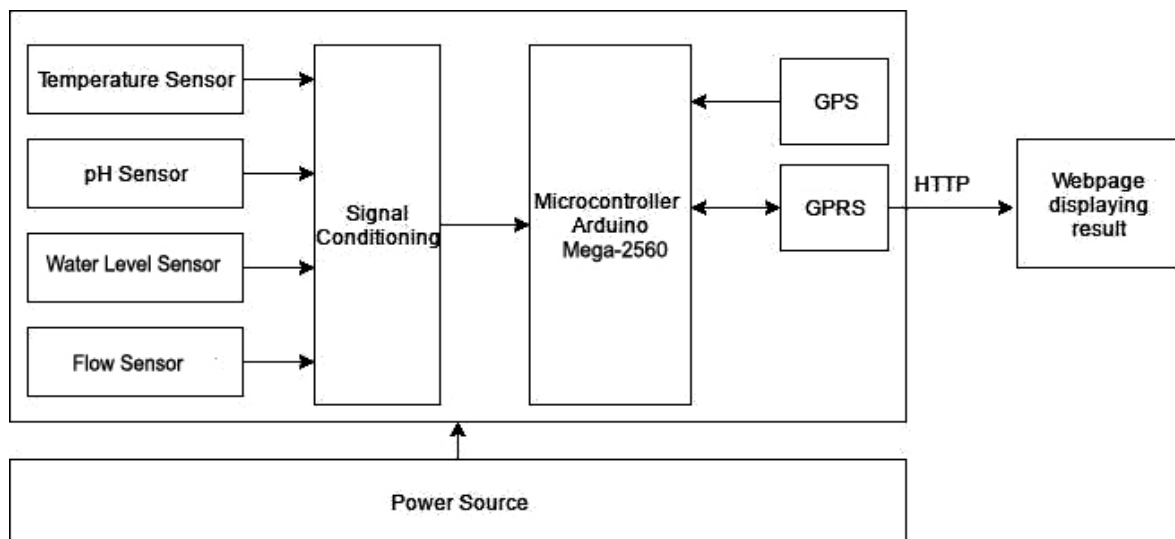 Temperature Sensor
pH Sensor
Water Level Sensor
Flow Sensor
Signal
Conditioning
Microcontroller
Arduino
Mega-2560
GPS
GPRS
HTTP
Webpage
displaying
result
Power Source